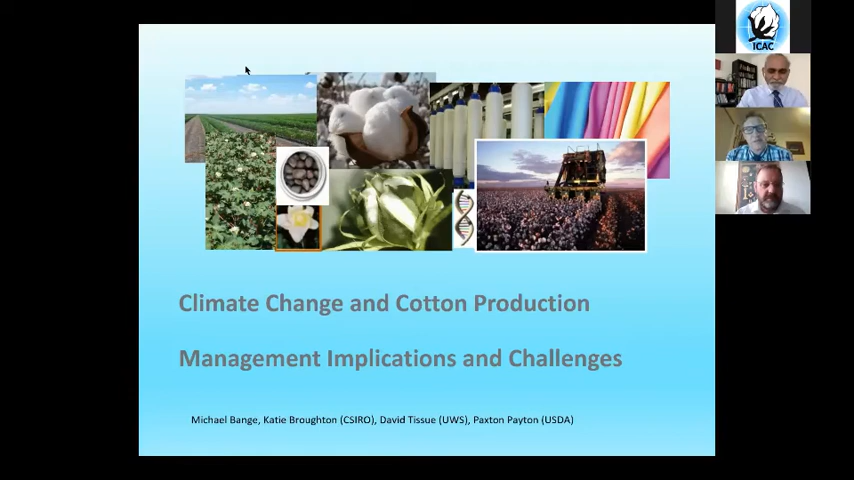 ICAC
Climate Change and Cotton Production
Management Implications and Challenges
Michael Bange, Katie Broughton (CSIRO), David Tissue (UWS), Paxton Payton (USDA)